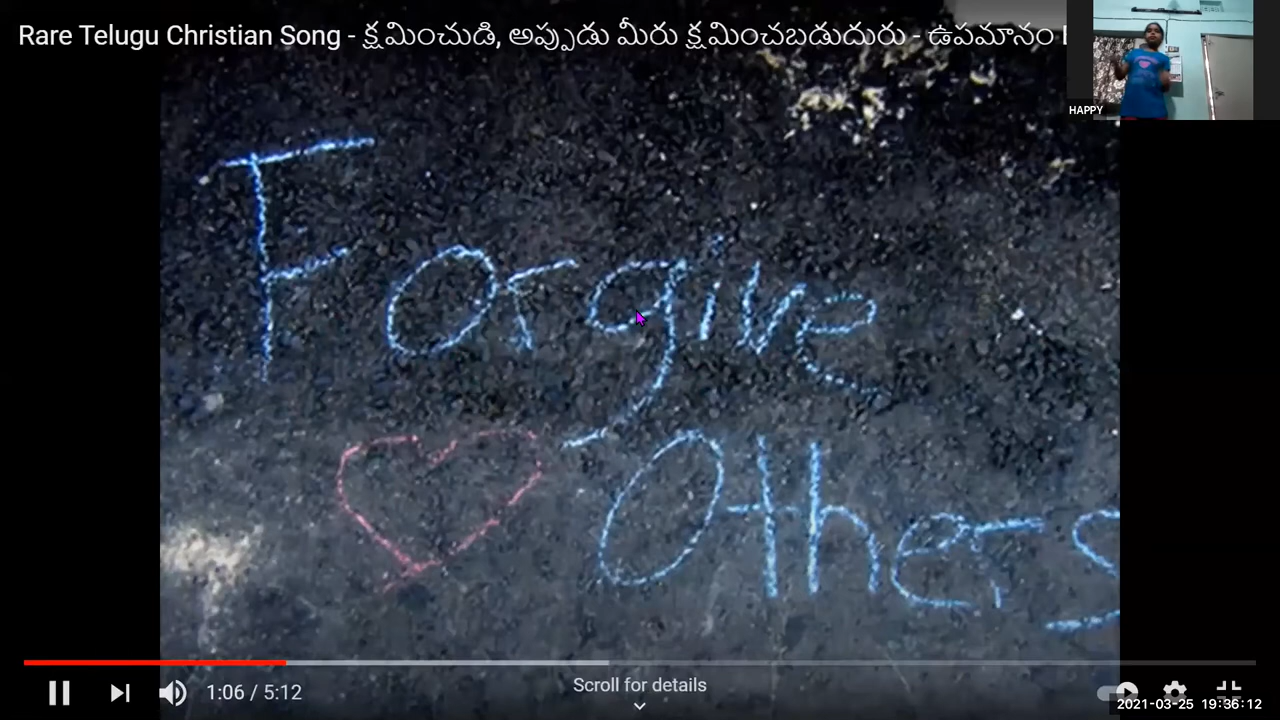 Rare Telugu Christian Song - క్షమించుడి, అప్పుడు మీరు క్షమించబడుదురు - ఉపమానం
HAPPY
Forgive
Others
1:06 / 5:12
Scroll for details
2021-03-25 19:36:12